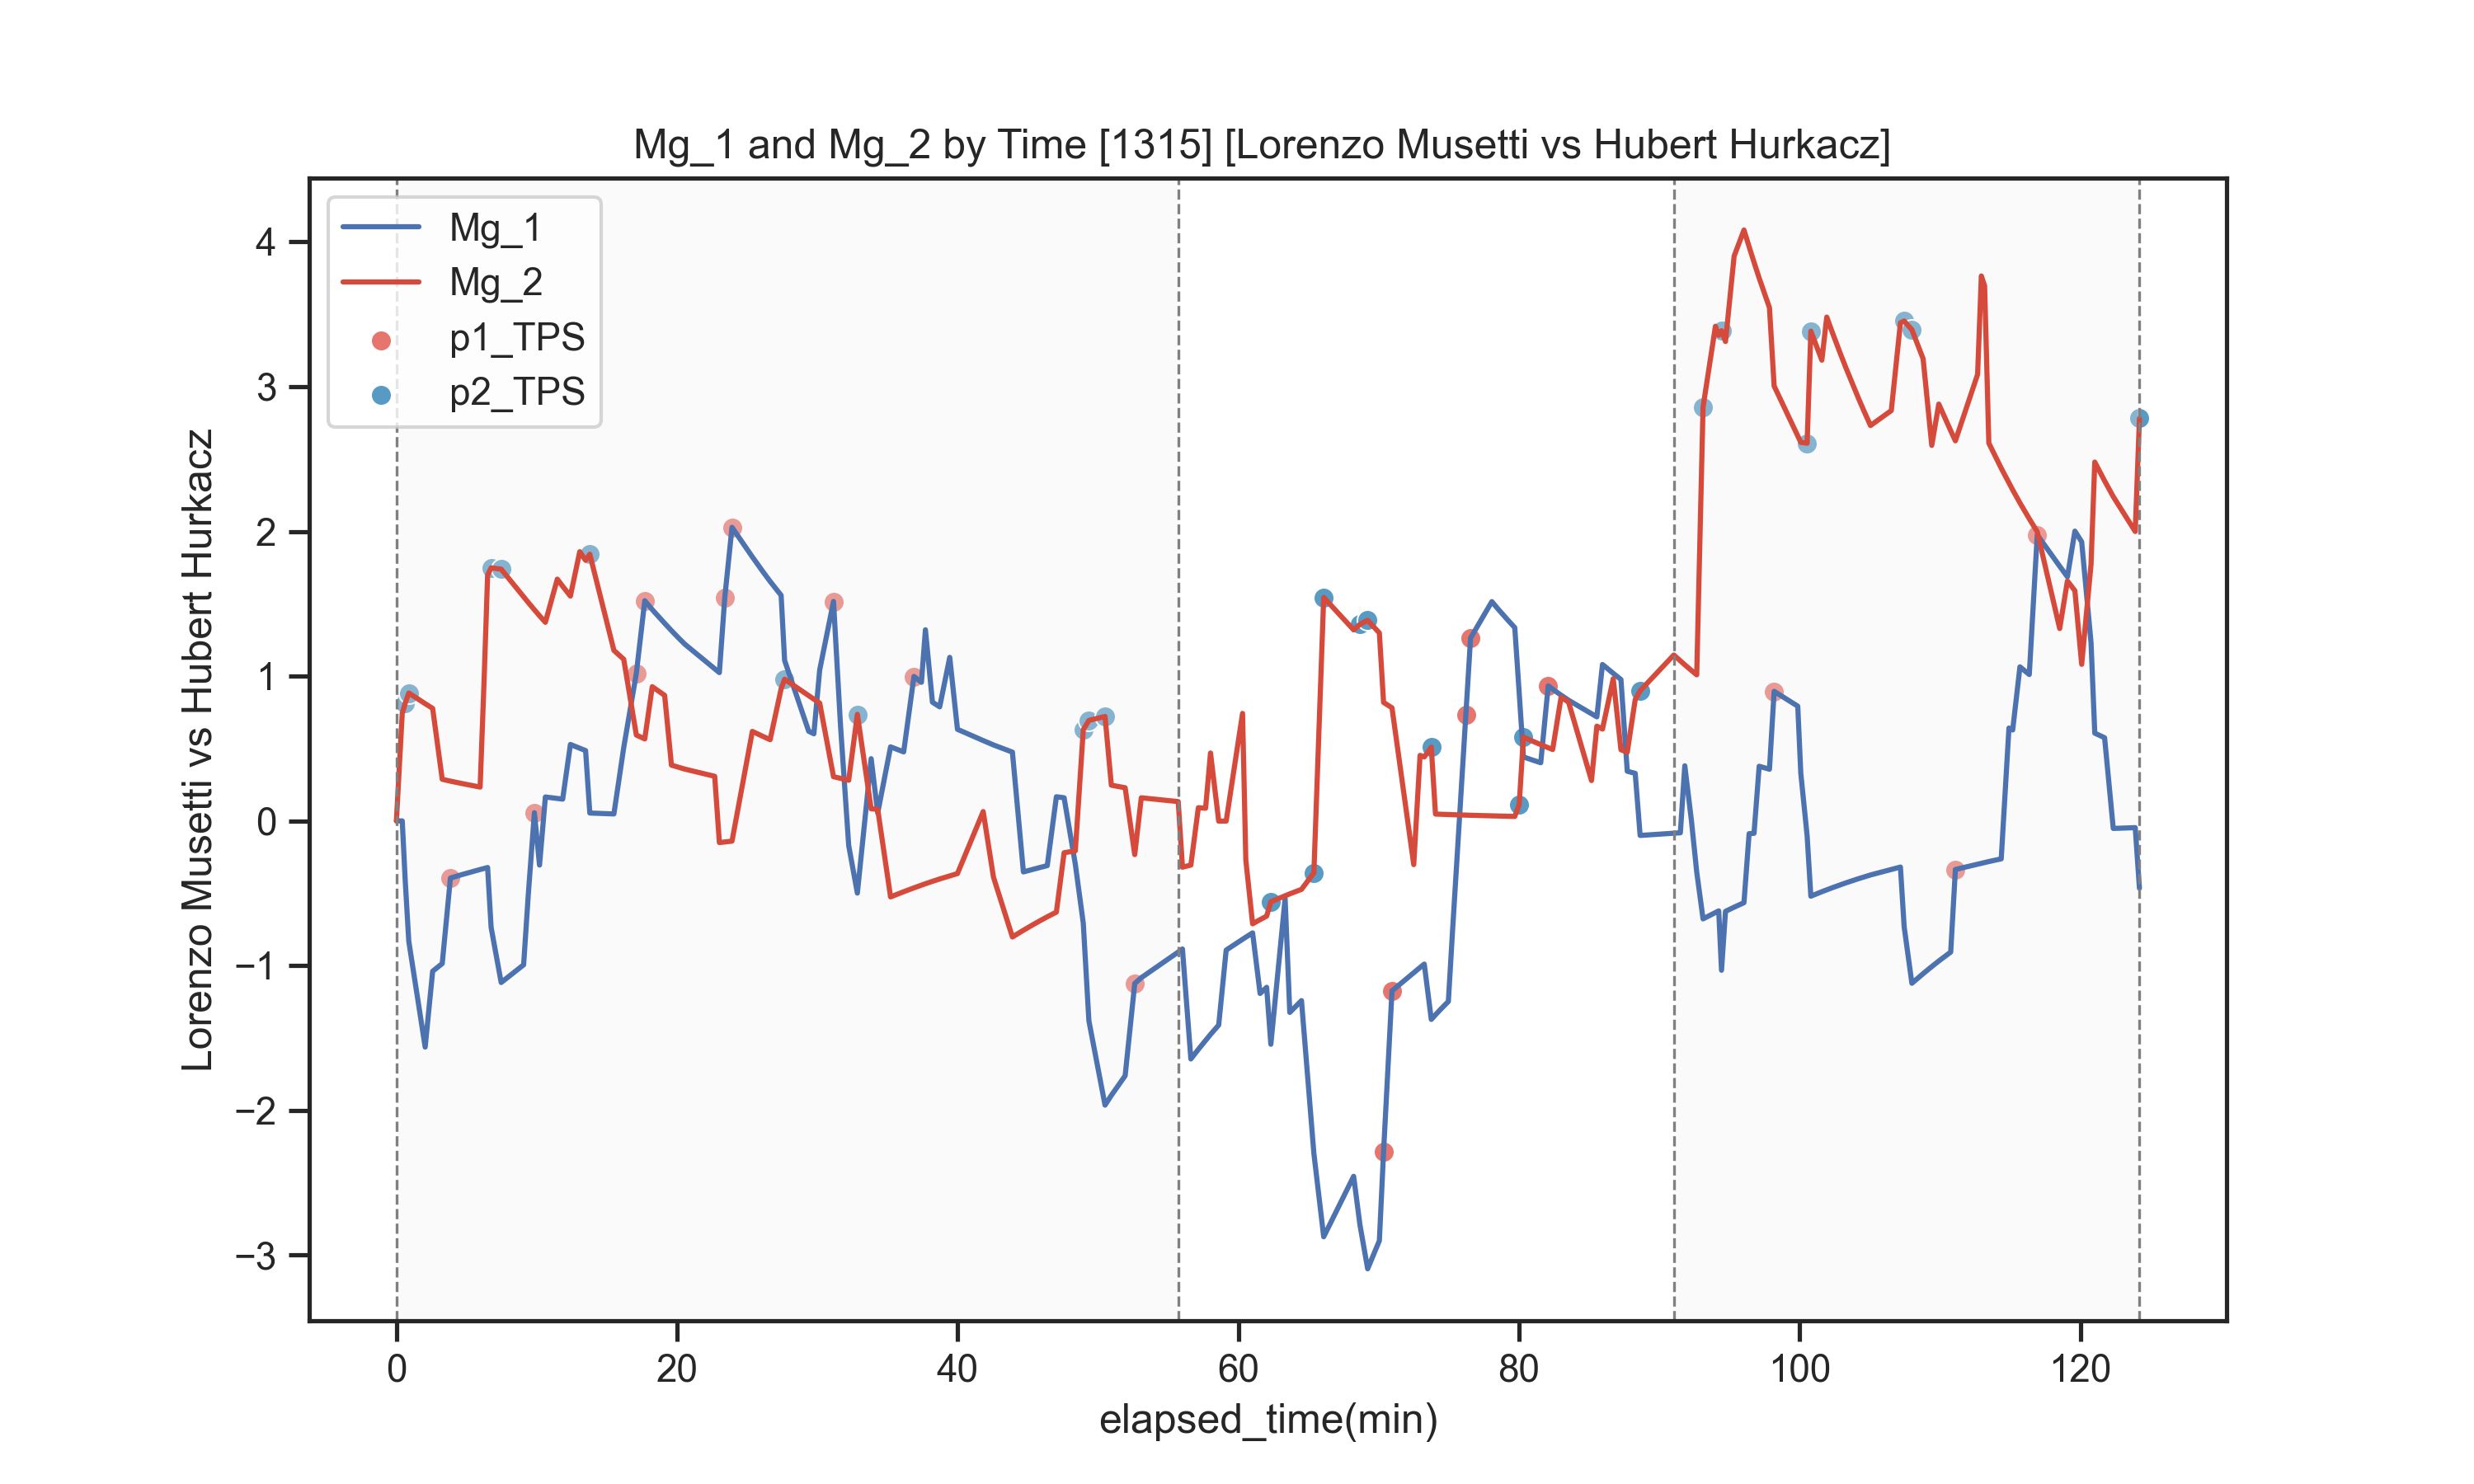 Mg_1 and Mg_2 by Time [1315] [Lorenzo Musetti vs Hubert Hurkacz]
Mg_1
Mg_2
p1_TPS
p2_TPS
Lorenzo Musetti vs Hubert Hurkacz
4
3
2
1
0
−1
−2
−3
0 20 40 60 80 100 120
elapsed_time(min)